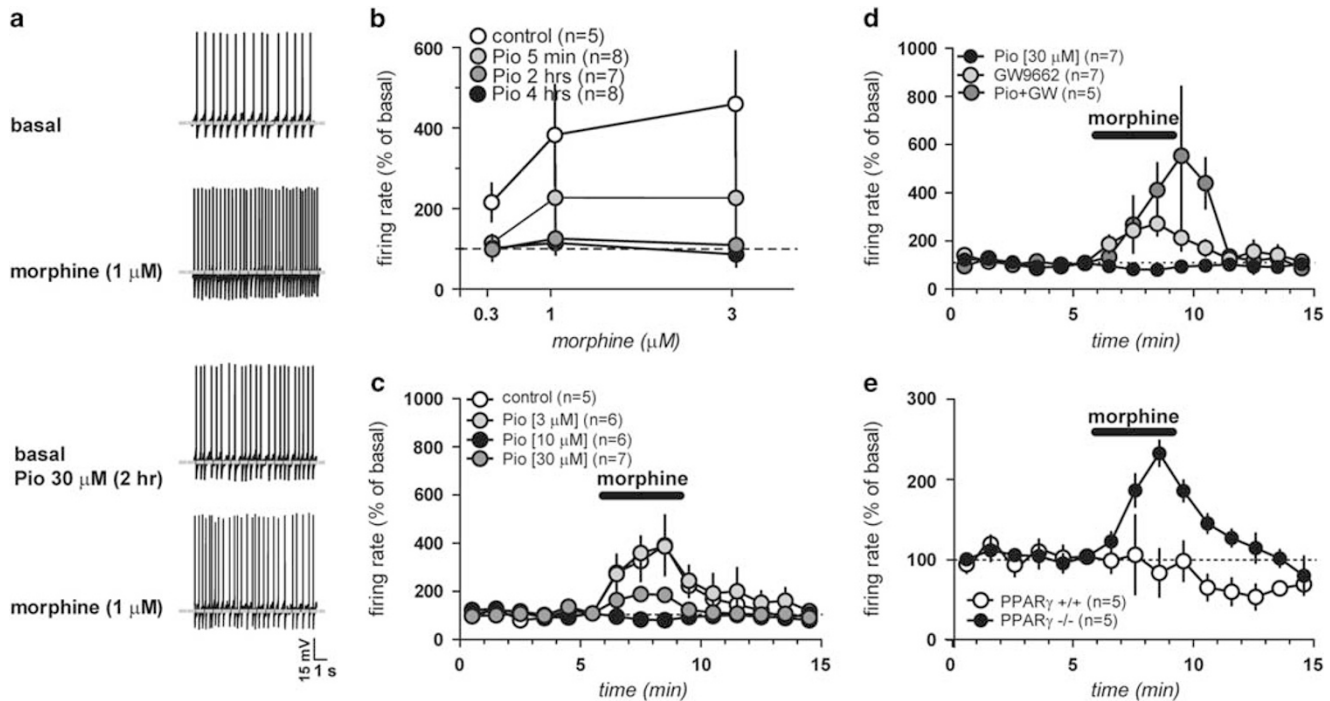 a
basal
morphine (1 μM)
basal
Pio 30 μM (2 hr)
morphine (1 μM)
15 mV
1 s
b
control (n=5)
Pio 5 min (n=8)
Pio 2 hrs (n=7)
Pio 4 hrs (n=8)
firing rate (% of basal)
600
400
200
0
0.3
1
3
morphine (μM)
c
control (n=5)
Pio [3 μM] (n=6)
Pio [10 μM] (n=6)
Pio [30 μM] (n=7)
morphine
firing rate (% of basal)
1000
800
600
400
200
0
0
5
10
15
time (min)
d
Pio [30 μM] (n=7)
GW9662 (n=7)
Pio+GW (n=5)
morphine
firing rate (% of basal)
1000
800
600
400
200
0
0
5
10
15
time (min)
e
morphine
firing rate (% of basal)
300
200
100
0
PPARγ +/+ (n=5)
PPARγ -/- (n=5)
0
5
10
15
time (min)